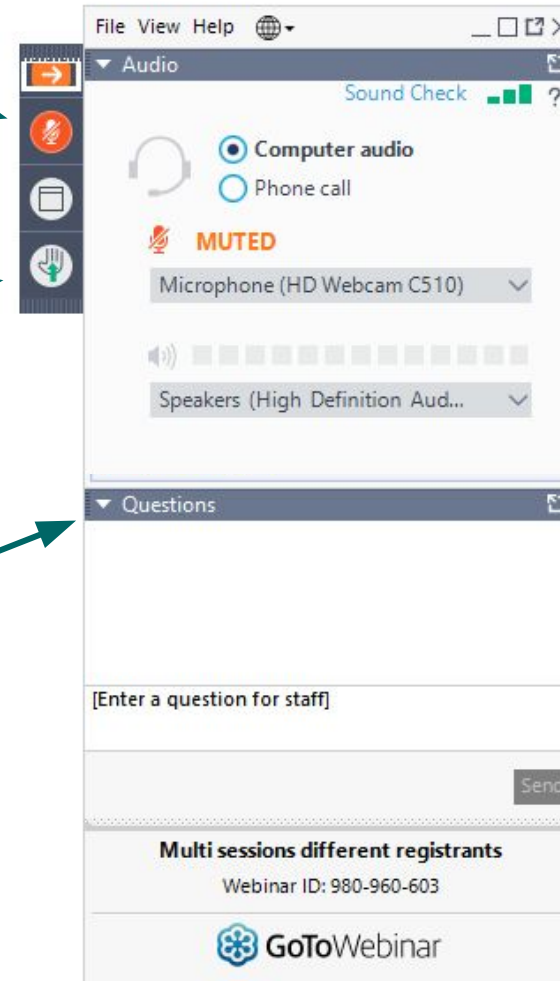 File View Help
Audio
Sound Check ?
Computer audio
Phone call
MUTED
Microphone (HD Webcam C510)
Speakers (High Definition Aud...
Questions
[Enter a question for staff]
Send
Multi sessions different registrants
Webinar ID: 980-960-603
GoToWebinar